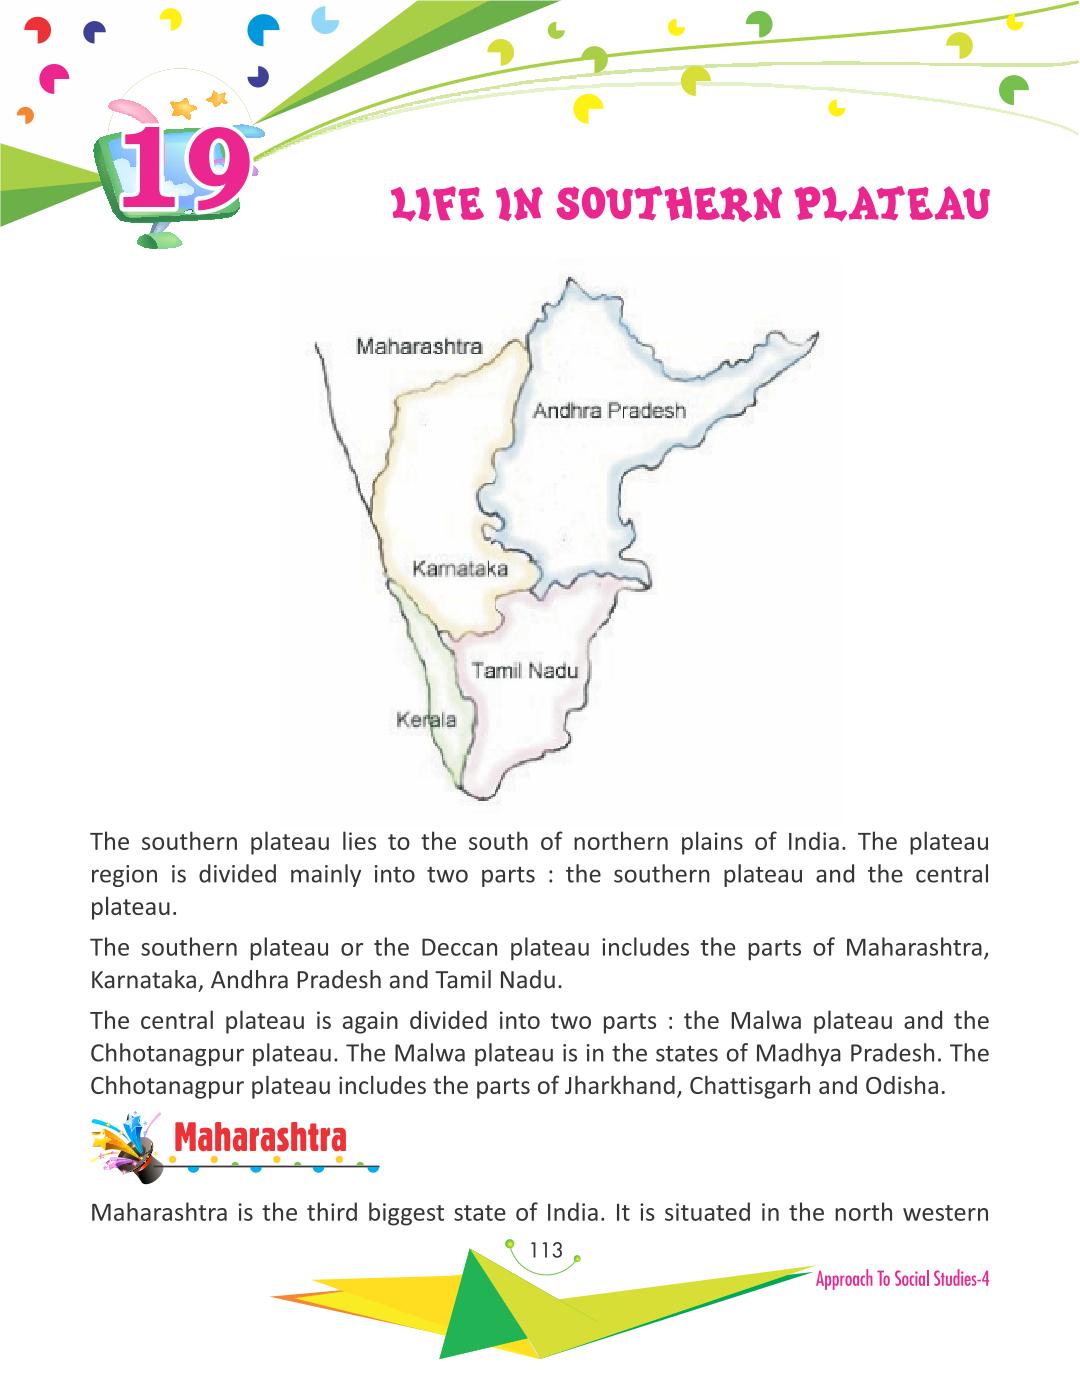 19
LIFE IN SOUTHERN PLATEAU
Maharashtra
Andhra Pradesh
Karnataka
Tamil Nadu
Kerala
The southern plateau lies to the south of northern plains of India. The plateau
region is divided mainly into two parts : the southern plateau and the central
plateau.
The southern plateau or the Deccan plateau includes the parts of Maharashtra,
Karnataka, Andhra Pradesh and Tamil Nadu.
The central plateau is again divided into two parts : the Malwa plateau and the
Chhotanagpur plateau. The Malwa plateau is in the states of Madhya Pradesh. The
Chhotanagpur plateau includes the parts of Jharkhand, Chattisgarh and Odisha.
Maharashtra
Maharashtra is the third biggest state of India. It is situated in the north western
113
Approach To Social Studies-4